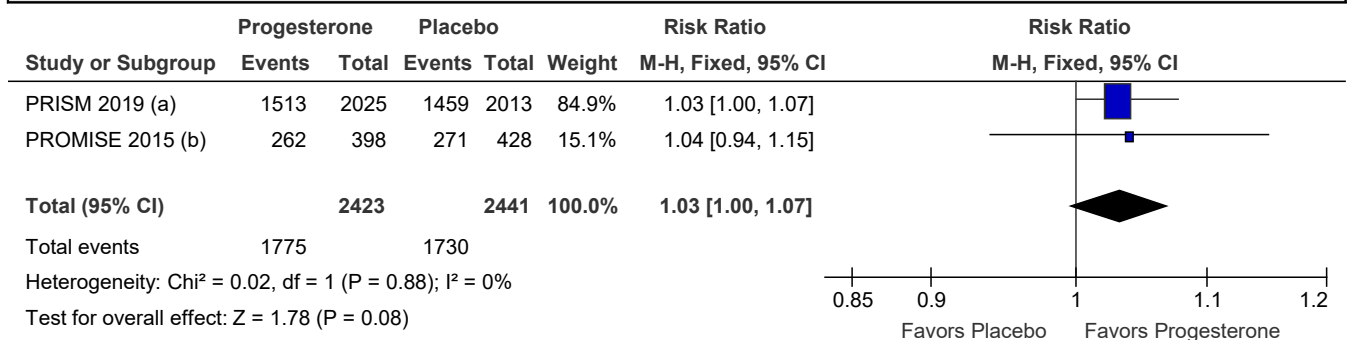 Progesterone Placebo Risk Ratio Risk Ratio
Study or Subgroup Events Total Events Total Weight M-H, Fixed, 95% CI M-H, Fixed, 95% CI
PRISM 2019 (a) 1513 2025 1459 2013 84.9% 1.03 [1.00, 1.07]
PROMISE 2015 (b) 262 398 271 428 15.1% 1.04 [0.94, 1.15]
Total (95% CI) 2423 2441 100.0% 1.03 [1.00, 1.07]
Total events 1775 1730
Heterogeneity: Chi² = 0.02, df = 1 (P = 0.88); I² = 0%
Test for overall effect: Z = 1.78 (P = 0.08)
0.85 0.9 1 1.1 1.2
Favors Placebo Favors Progesterone